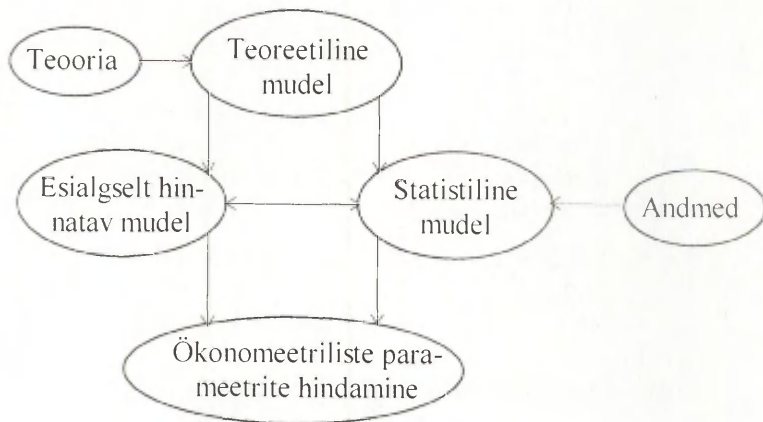 Teooria
Teoreetiline
mudel
Esialgselt hin-
natav mudel
Statistiline
mudel
Andmed
Ökonomeetriliste para-
meetrite hindamine